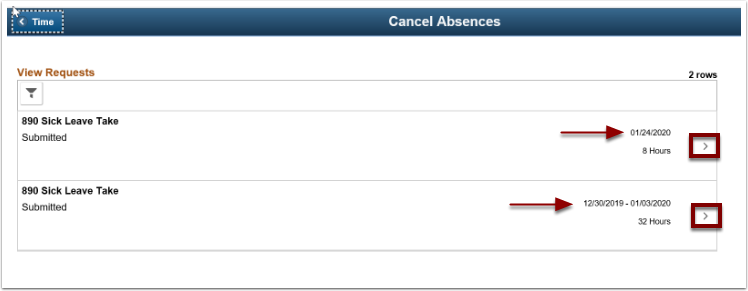 Time
Cancel Absences
View Requests
2 rows
890 Sick Leave Take
Submitted
01/24/2020
8 Hours
890 Sick Leave Take
Submitted
12/30/2019 - 01/03/2020
32 Hours